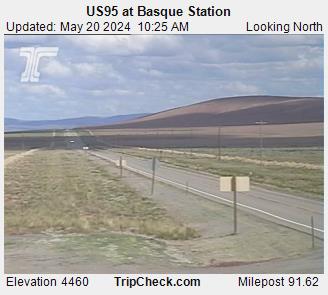 US95 at Basque Station
Updated: May 20 2024 10:25 AM Looking North
Elevation 4460 TripCheck.com Milepost 91.62